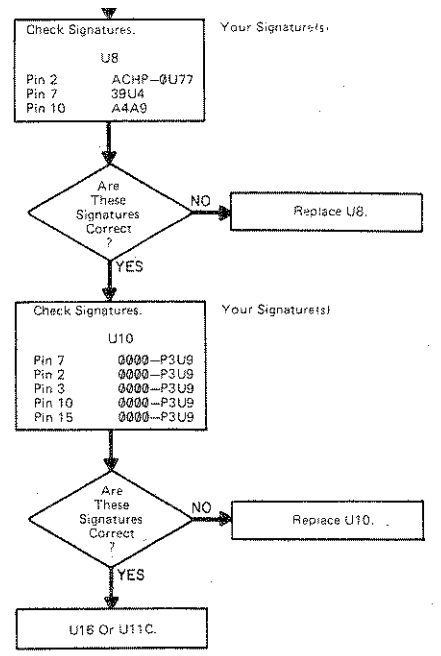 Check Signatures.
Your Signature(s)
U8
Pin 2 ACHP-0U77
Pin 7 39U4
Pin 10 A4A9
Are
These
Signatures
Correct
?
NO
Replace U8.
YES
Check Signatures.
Your Signature(s)
U10
Pin 7 0000-P3U9
Pin 2 0000-P3U9
Pin 3 0000-P3U9
Pin 10 0000-P3U9
Pin 15 0000-P3U9
Are
These
Signatures
Correct
?
NO
Replace U10.
YES
U16 Or U11C.